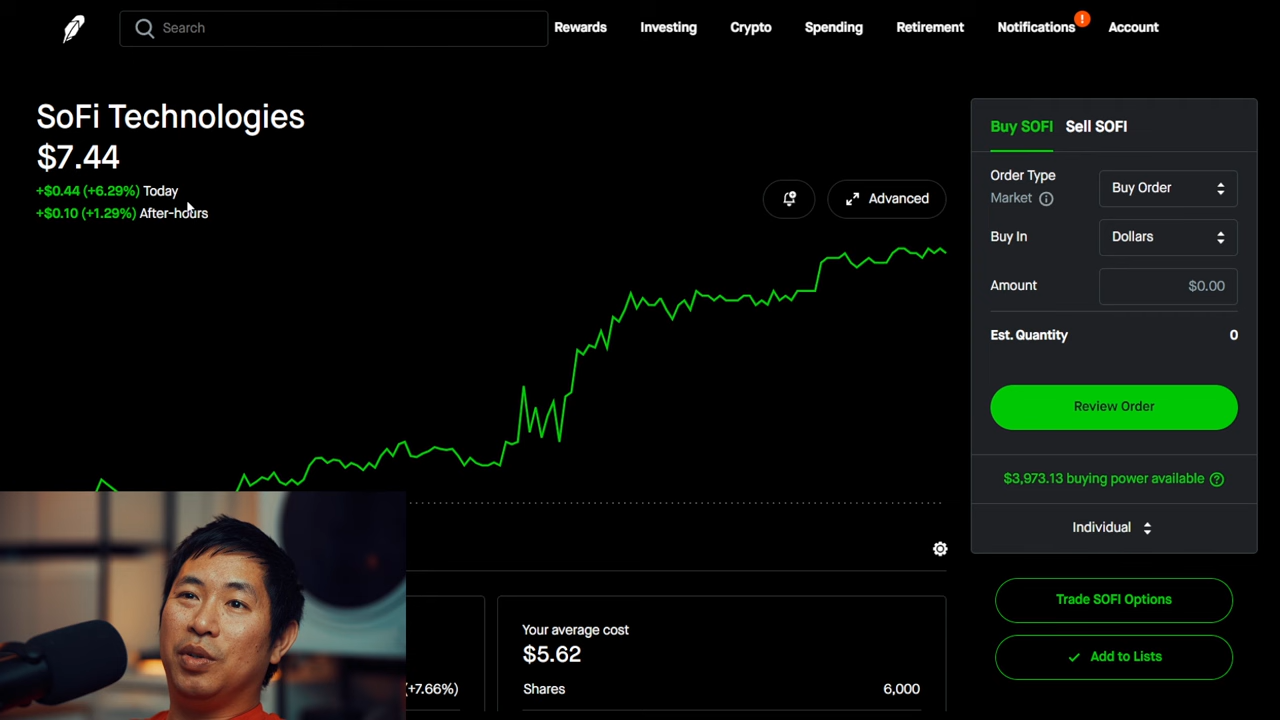 Search
Rewards
Investing
Crypto
Spending
Retirement
Notifications
!
Account
SoFi Technologies
$7.44
+$0.44 (+6.29%) Today
+$0.10 (+1.29%) After-hours
Advanced
Buy SOFI
Sell SOFI
Order Type
Market
Buy Order
Buy In
Dollars
Amount
$0.00
Est. Quantity
0
Review Order
$3,973.13 buying power available
Individual
Trade SOFI Options
Add to Lists
(+7.66%)
Your average cost
$5.62
Shares
6,000